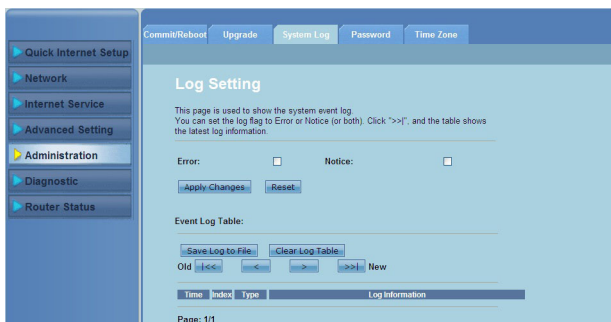 Commit/Reboot Upgrade System Log Password Time Zone
Quick Internet Setup
Network
Internet Service
Advanced Setting
Administration
Diagnostic
Router Status
Log Setting
This page is used to show the system event log.
You can set the log flag to Error or Notice (or both). Click ">>|", and the table shows
the latest log information.
Error: Notice:
Apply Changes Reset
Event Log Table:
Save Log to File Clear Log Table
Old |<< < > >>| New
Time Index Type Log Information
Page: 1/1